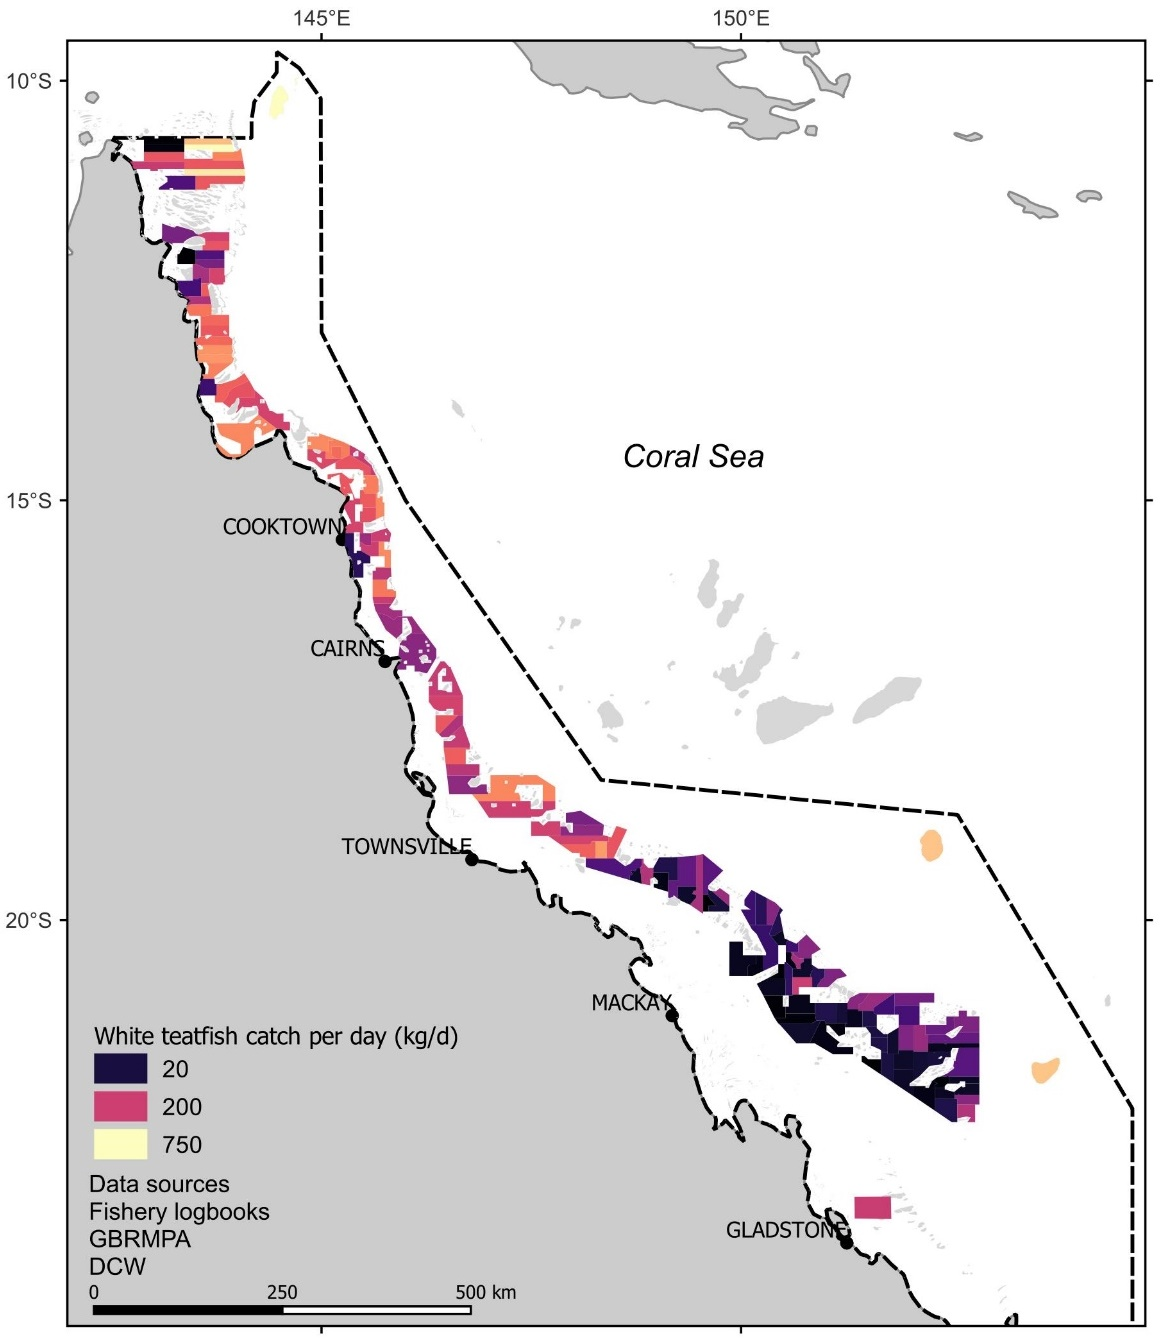 145°E 150°E
10°S
Coral Sea
15°S
COOKTOWN
CAIRNS
TOWNSVILLE
20°S
MACKAY
White teatfish catch per day (kg/d)
20
200
750
Data sources
Fishery logbooks
GBRMPA
GLADSTONE
DCW
0 250 500 km